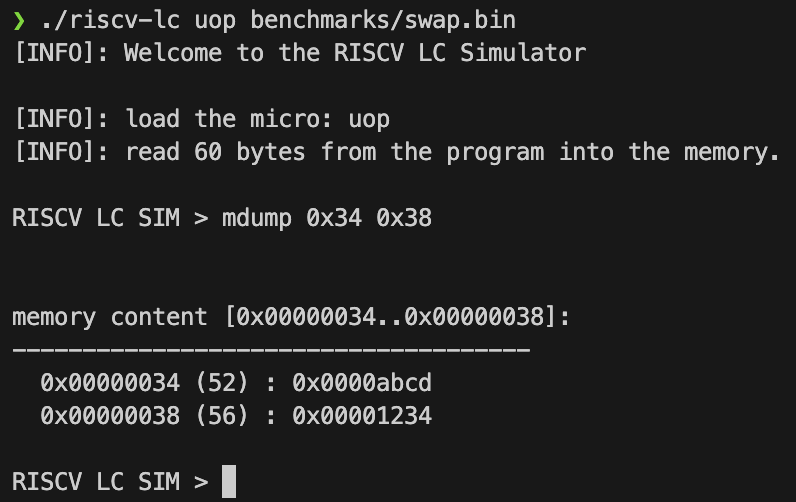 ❯ ./riscv-lc uop benchmarks/swap.bin
[INFO]: Welcome to the RISCV LC Simulator
[INFO]: load the micro: uop
[INFO]: read 60 bytes from the program into the memory.
RISCV LC SIM > mdump 0x34 0x38
memory content [0x00000034..0x00000038]:
-------------------------------------
0x00000034 (52) : 0x0000abcd
0x00000038 (56) : 0x00001234
RISCV LC SIM >